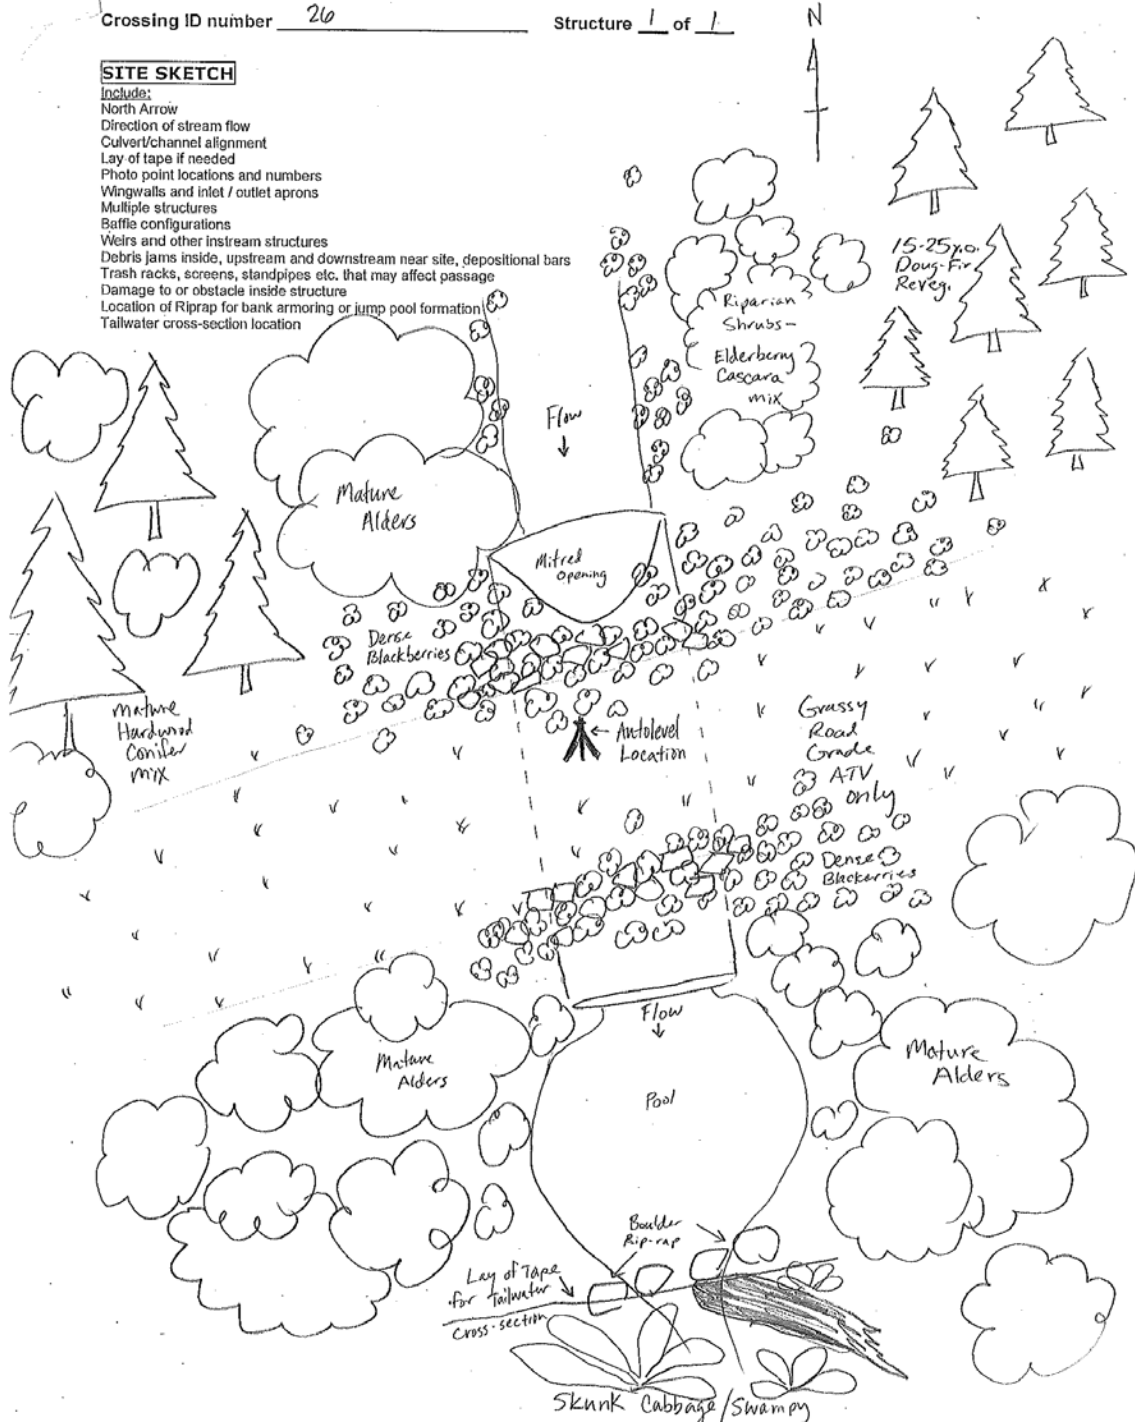 Crossing ID number 26
Structure 1 of 1
N
SITE SKETCH
Include:
North Arrow
Direction of stream flow
Culvert/channel alignment
Lay of tape if needed
Photo point locations and numbers
Wingwalls and inlet / outlet aprons
Multiple structures
Baffle configurations
Weirs and other instream structures
Debris jams inside, upstream and downstream near site, depositional bars
Trash racks, screens, standpipes etc. that may affect passage
Damage to or obstacle inside structure
Location of Riprap for bank armoring or jump pool formation
Tailwater cross-section location
15-25 y.o.
Doug-Fir
Reveg.
Riparian
Shrubs-
Elderberry
Cascara
mix
Flow
Mature
Alders
Mitred
Opening
Dense
Blackberries
Mature
Hardwood
Conifer
mix
Autolevel
Location
Grassy
Road
Grade
ATV
only
Dense
Blackerries
Flow
Mature
Alders
Mature
Alders
Pool
Boulder
Rip-rap
Lay of Tape
for Tailwater
Cross-section
Skunk Cabbage/Swampy